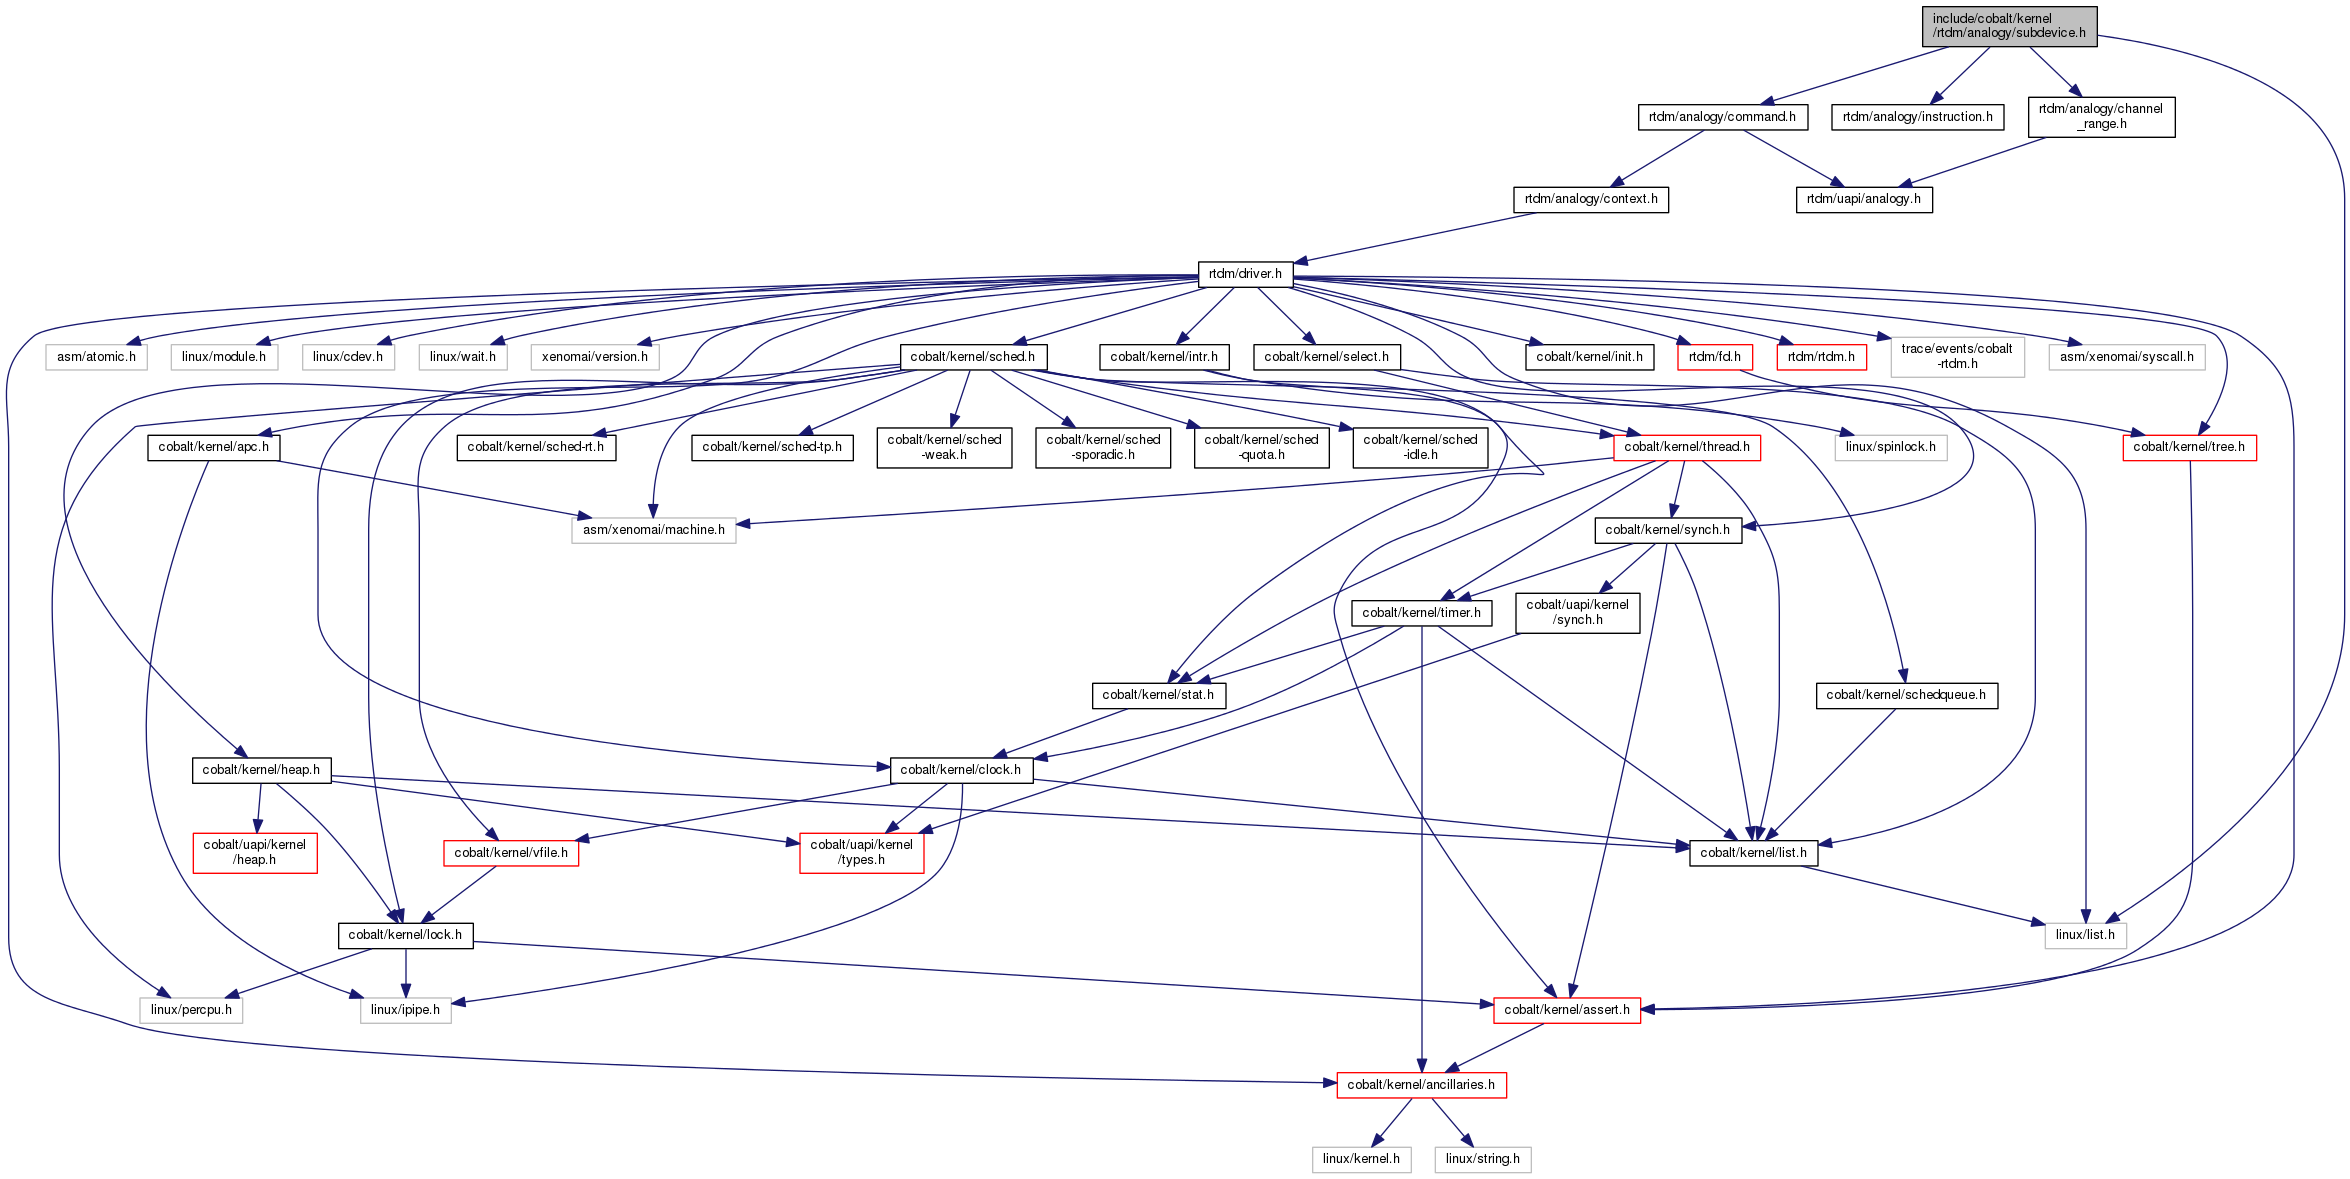 include/cobalt/kernel
/rtdm/analogy/subdevice.h
rtdm/analogy/command.h
rtdm/analogy/instruction.h
rtdm/analogy/channel
_range.h
rtdm/analogy/context.h
rtdm/uapi/analogy.h
rtdm/driver.h
asm/atomic.h
linux/module.h
linux/cdev.h
linux/wait.h
xenomai/version.h
cobalt/kernel/sched.h
cobalt/kernel/intr.h
cobalt/kernel/select.h
cobalt/kernel/init.h
rtdm/fd.h
rtdm/rtdm.h
trace/events/cobalt
-rtdm.h
asm/xenomai/syscall.h
cobalt/kernel/apc.h
cobalt/kernel/sched-rt.h
cobalt/kernel/sched-tp.h
cobalt/kernel/sched
-weak.h
cobalt/kernel/sched
-sporadic.h
cobalt/kernel/sched
-quota.h
cobalt/kernel/sched
-idle.h
cobalt/kernel/thread.h
linux/spinlock.h
cobalt/kernel/tree.h
asm/xenomai/machine.h
cobalt/kernel/synch.h
cobalt/kernel/timer.h
cobalt/uapi/kernel
/synch.h
cobalt/kernel/stat.h
cobalt/kernel/schedqueue.h
cobalt/kernel/heap.h
cobalt/kernel/clock.h
cobalt/uapi/kernel
/heap.h
cobalt/kernel/vfile.h
cobalt/uapi/kernel
/types.h
cobalt/kernel/list.h
cobalt/kernel/lock.h
linux/list.h
linux/percpu.h
linux/ipipe.h
cobalt/kernel/assert.h
cobalt/kernel/ancillaries.h
linux/kernel.h
linux/string.h